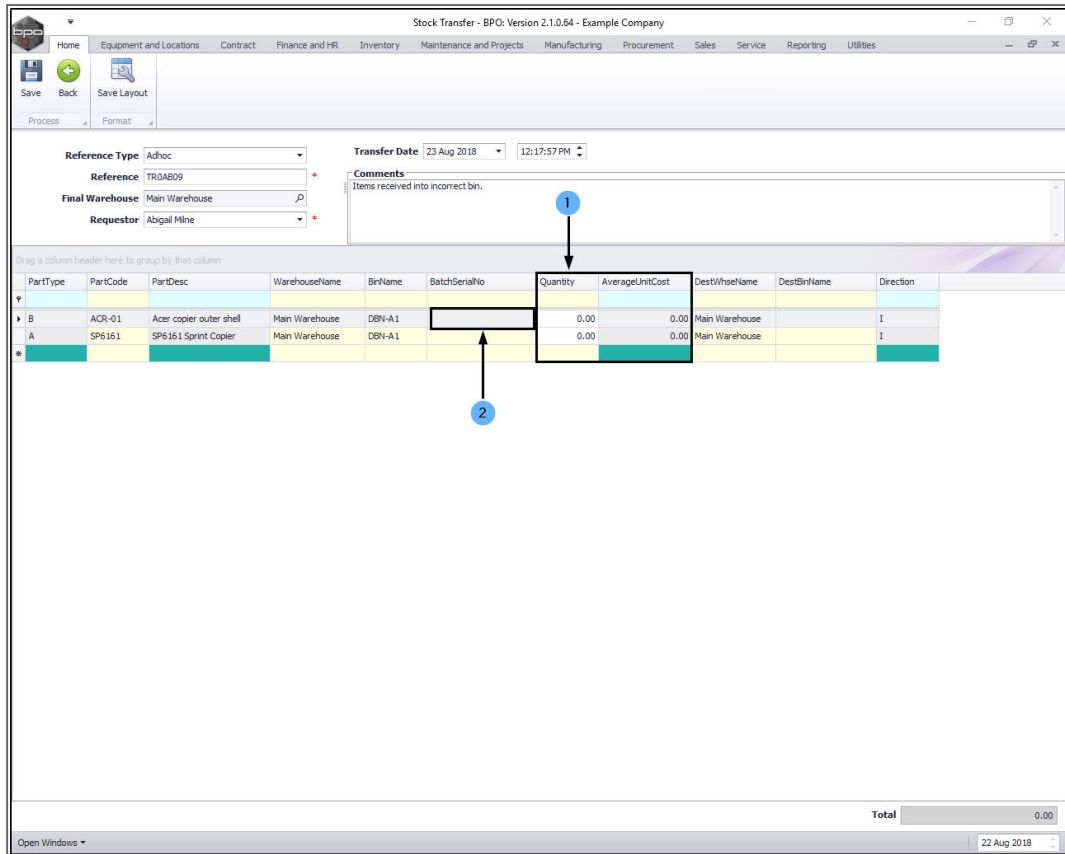 Stock Transfer - BPO: Version 2.1.0.64 - Example Company
bpo
Home Equipment and Locations Contract Finance and HR Inventory Maintenance and Projects Manufacturing Procurement Sales Service Reporting Utilities
Save Back Save Layout
Process Format
Reference Type Adhoc Transfer Date 23 Aug 2018 12:17:57 PM
Reference TR0AB09 * Comments
Items received into incorrect bin.
Final Warehouse Main Warehouse
1
Requestor Abigail Milne *
Drag a column header here to group by that column
PartType PartCode PartDesc WarehouseName BinName BatchSerialNo Quantity AverageUnitCost DestWhseName DestBinName Direction
B ACR-01 Acer copier outer shell Main Warehouse DBN-A1 0.00 0.00 Main Warehouse I
A SP6161 SP6161 Sprint Copier Main Warehouse DBN-A1 0.00 0.00 Main Warehouse I
*
2
Total 0.00
Open Windows 22 Aug 2018